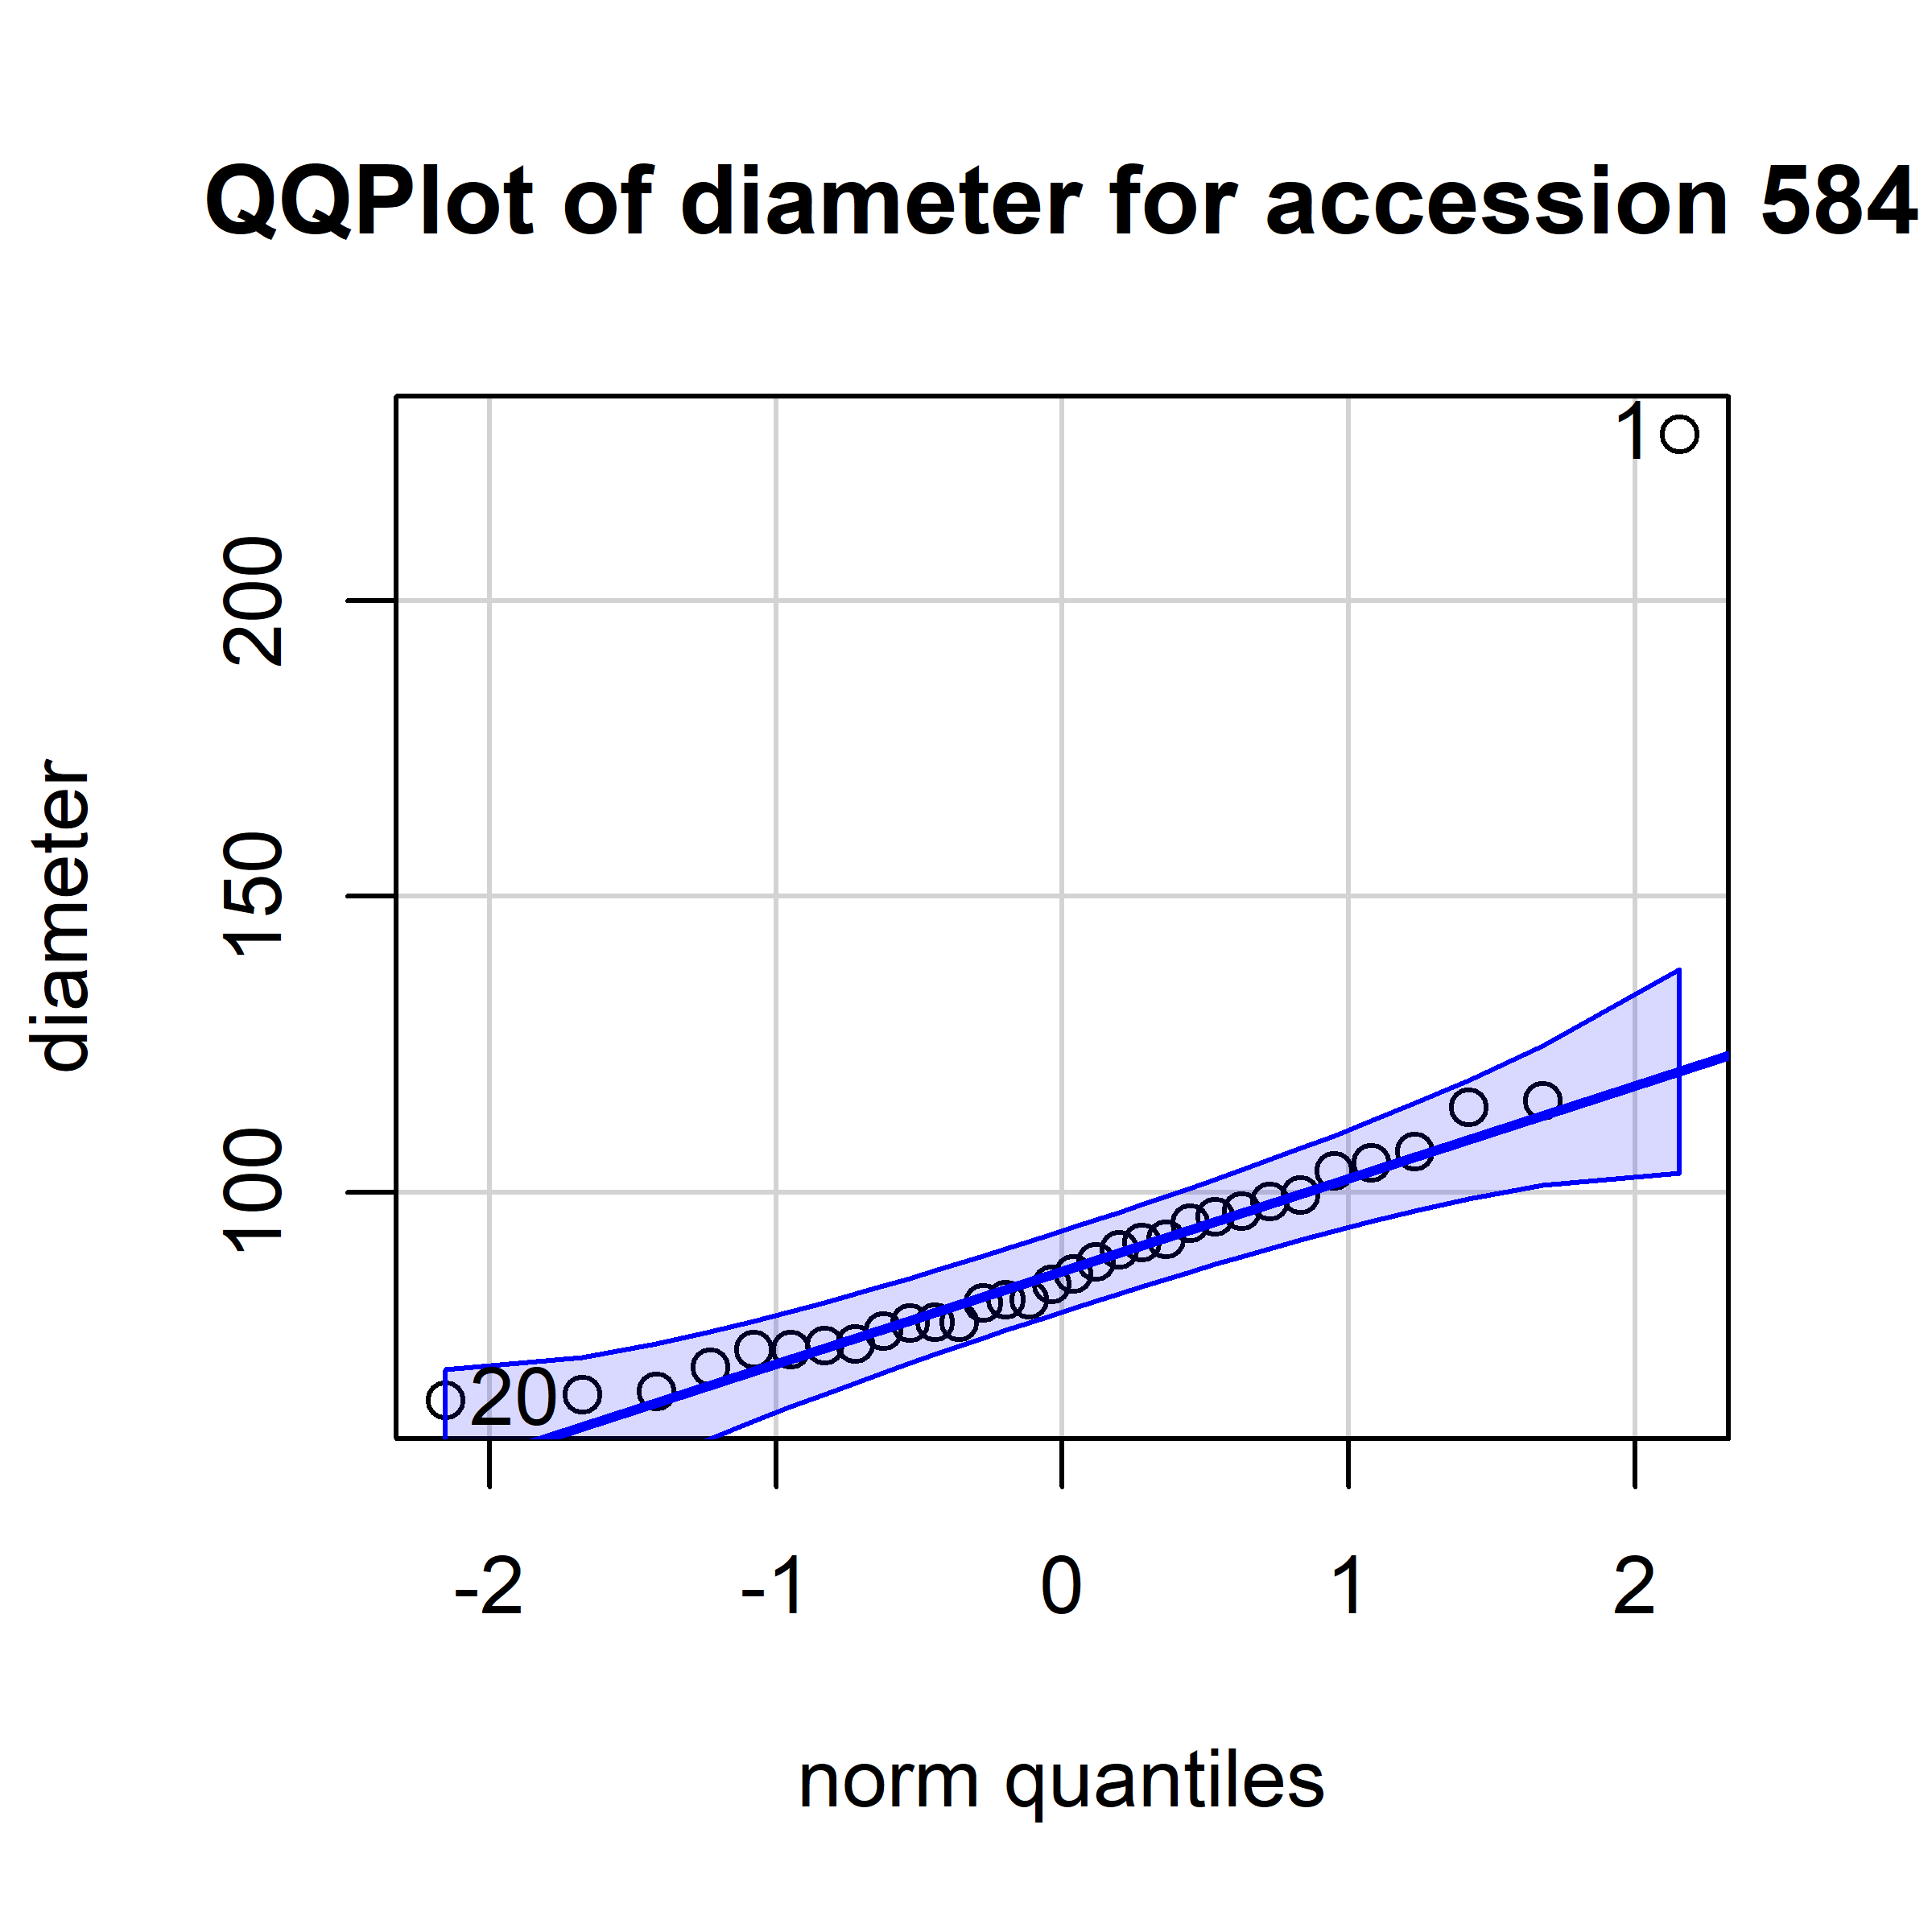 QQPlot of diameter for accession 584
1
200
150
100
diameter
20
-2 -1 0 1 2
norm quantiles